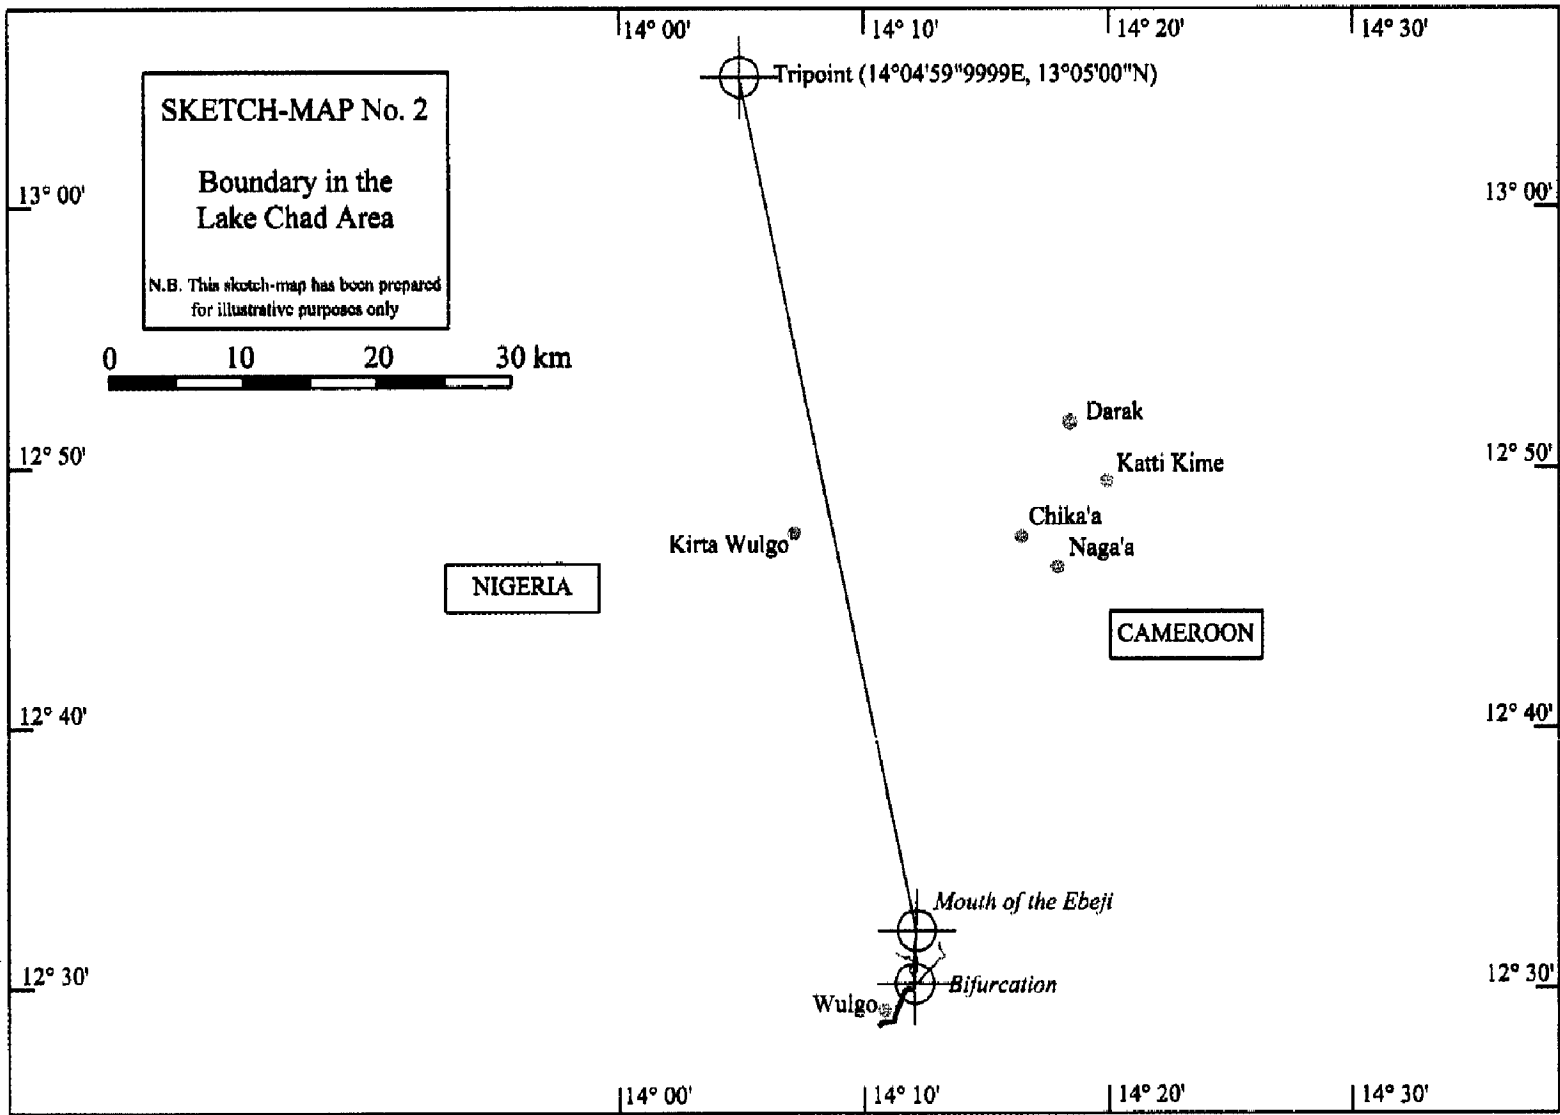 14° 00'
14° 10'
14° 20'
14° 30'
Tripoint (14°04'59"9999E, 13°05'00"N)
SKETCH-MAP No. 2
Boundary in the
Lake Chad Area
N.B. This sketch-map has been prepared
for illustrative purposes only
13° 00'
13° 00'
0 10 20 30 km
Darak
12° 50'
12° 50'
Katti Kime
Chika'a
Kirta Wulgo
Naga'a
NIGERIA
CAMEROON
12° 40'
12° 40'
Mouth of the Ebeji
12° 30'
12° 30'
Bifurcation
Wulgo
14° 00'
14° 10'
14° 20'
14° 30'